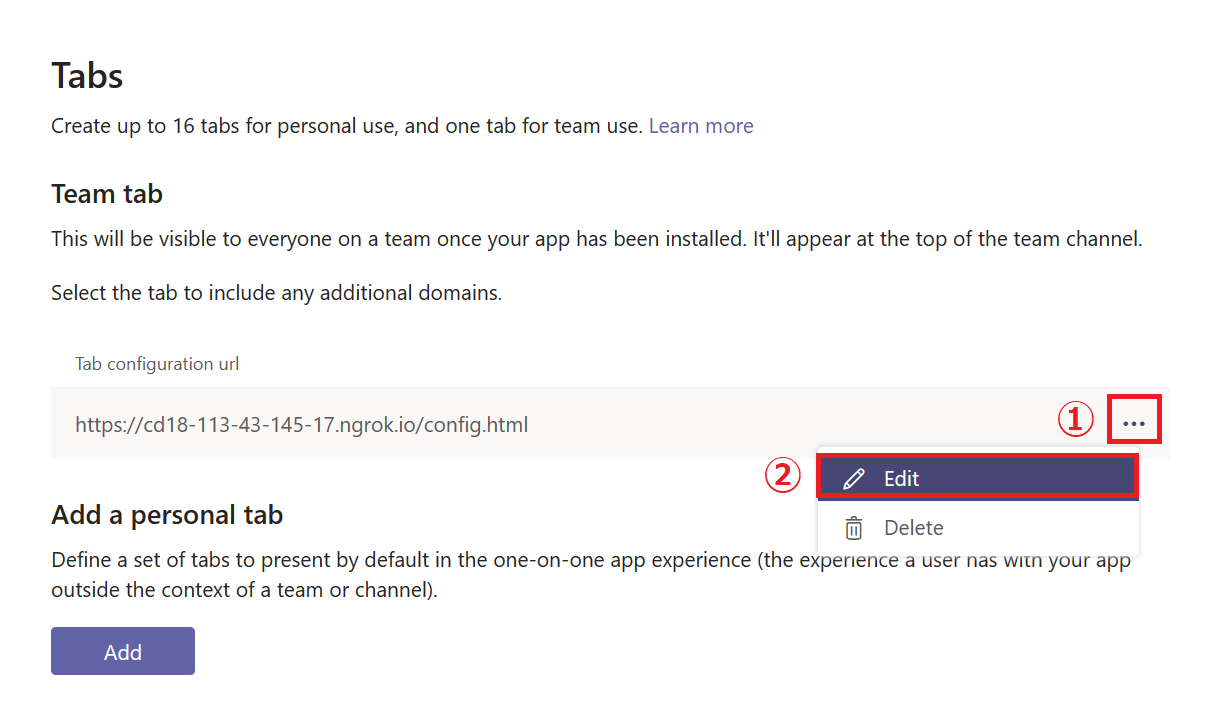 Tabs
Create up to 16 tabs for personal use, and one tab for team use. Learn more
Team tab
This will be visible to everyone on a team once your app has been installed. It'll appear at the top of the team channel.
Select the tab to include any additional domains.
Tab configuration url
https://cd18-113-43-145-17.ngrok.io/config.html
① ...
② Edit
Delete
Add a personal tab
Define a set of tabs to present by default in the one-on-one app experience (the experience a user has with your app
outside the context of a team or channel).
Add